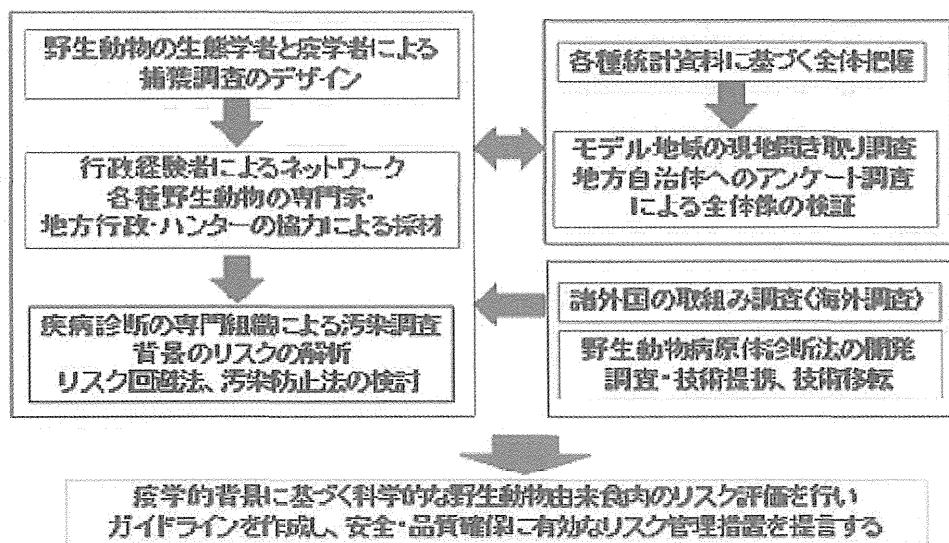 野生動物の生態学者と疫学者による
捕獲調査のデザイン
行政経験者によるネットワーク
各種野生動物の専門家・
地方行政・ハンターの協力による採材
疾病診断の専門組織による汚染調査
背景のリスクの解析
リスク回避法、汚染防止法の検討
各種統計資料に基づく全体把握
モデル地域の現地聞き取り調査
地方自治体へのアンケート調査
による全体像の検証
諸外国の取組み調査〈海外調査〉
野生動物病原体診断法の開発
調査・技術提携、技術移転
疫学的背景に基づく科学的な野生動物由来食肉のリスク評価を行い
ガイドラインを作成し、安全・品質確保に有効なリスク管理措置を提言する